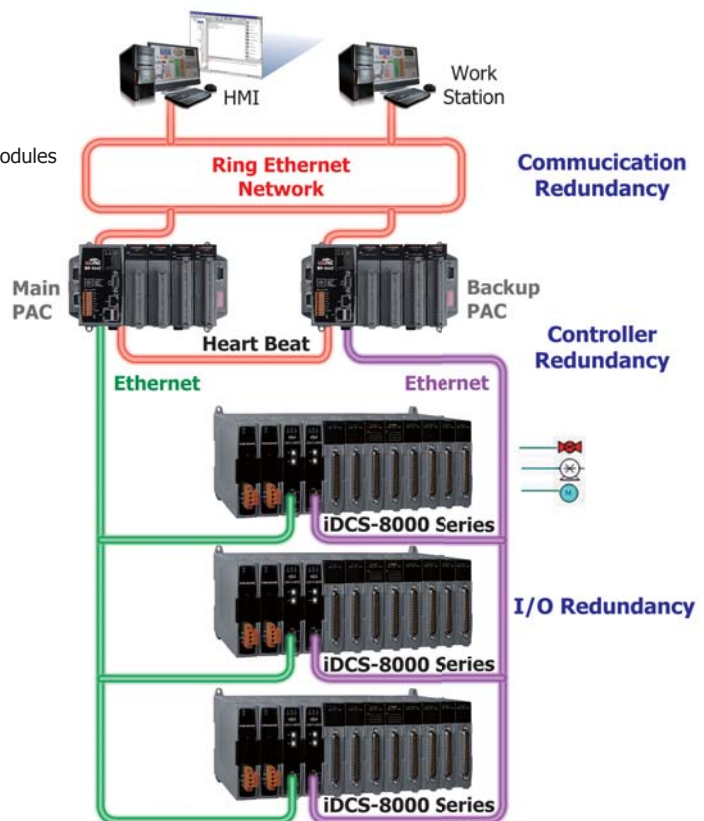 HMI
Work
Station
odules
Ring Ethernet
Network
Commucication
Redundancy
Main
PAC
Backup
PAC
Heart Beat
Controller
Redundancy
Ethernet
Ethernet
iDCS-8000 Series
I/O Redundancy
iDCS-8000 Series
iDCS-8000 Series